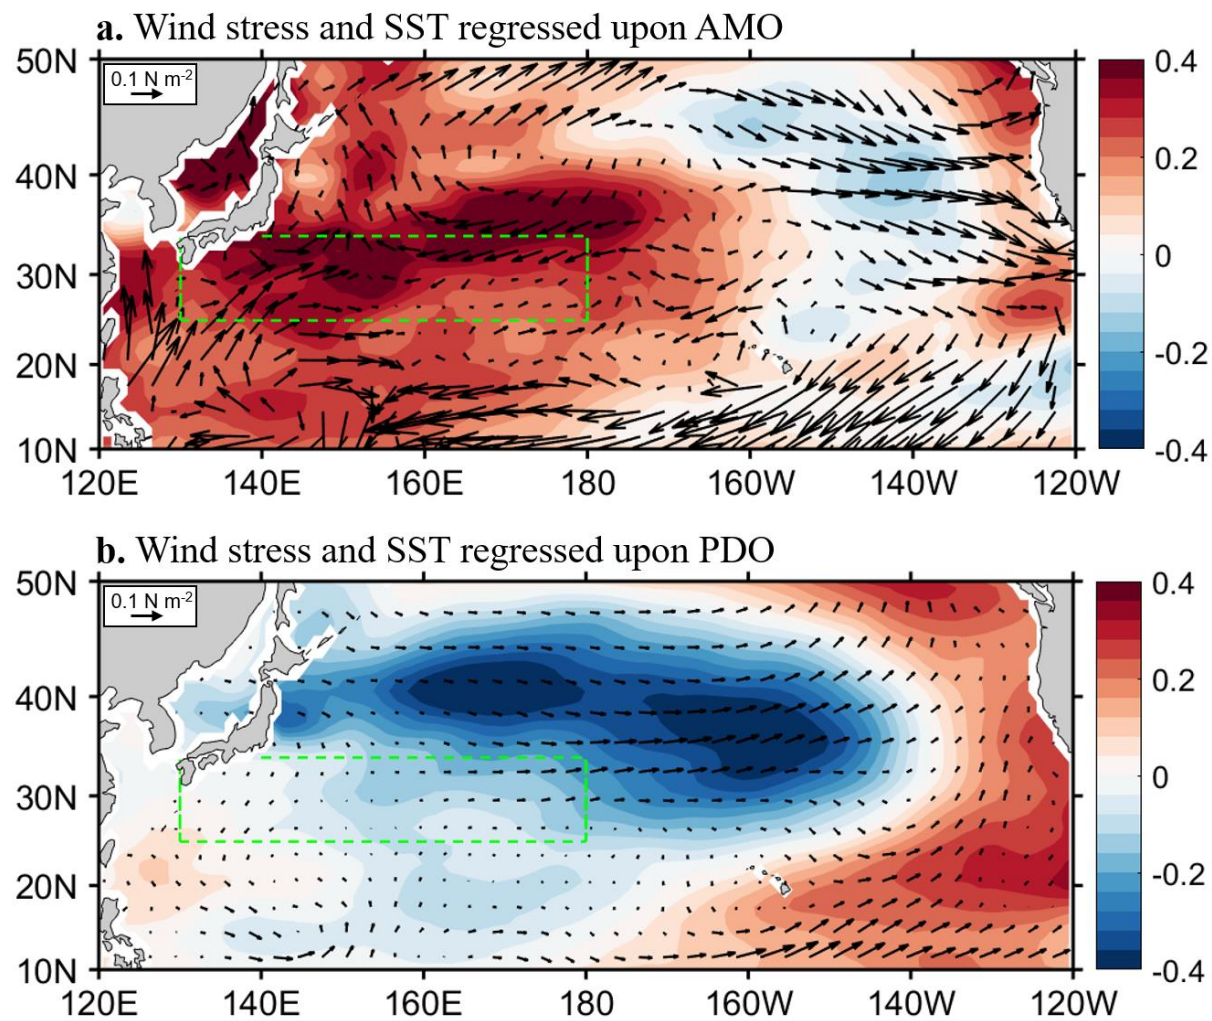 a. Wind stress and SST regressed upon AMO
50N
40N
30N
20N
10N
0.1 N m-2
120E 140E 160E 180 160W 140W 120W
0.4
0.2
0
-0.2
-0.4
b. Wind stress and SST regressed upon PDO
50N
40N
30N
20N
10N
0.1 N m-2
120E 140E 160E 180 160W 140W 120W
0.4
0.2
0
-0.2
-0.4